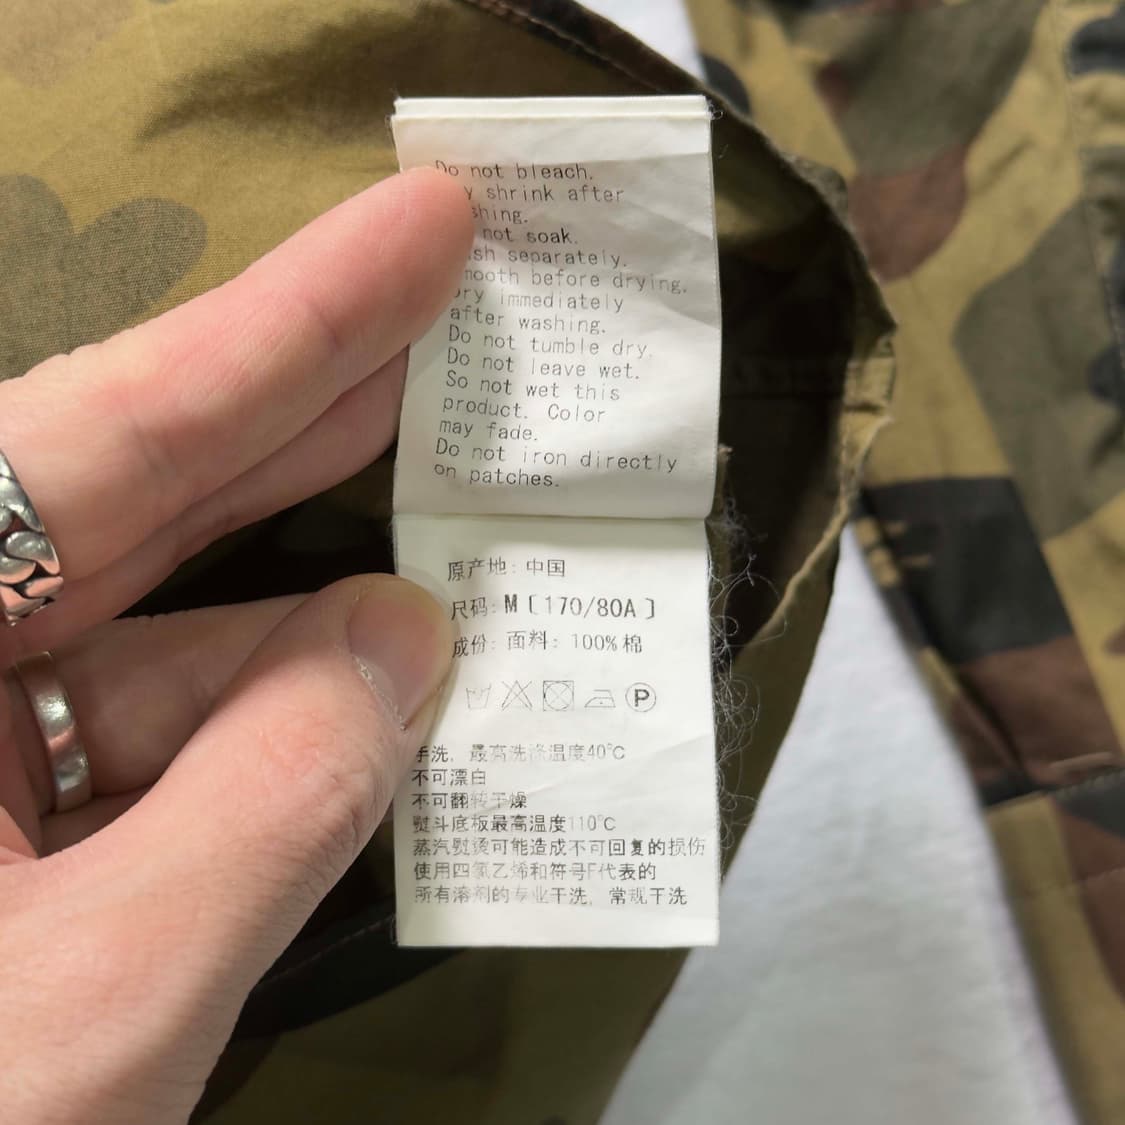 Do not bleach.
shrink after
not soak.
separately.
before drying.
immediately
after washing.
Do not tumble dry.
Do not leave wet.
So not wet this
product. Color
may fade.
Do not iron directly
on patches.
原产地: 中国
尺码: M [170/80A]
成份: 面料: 100% 棉
P
手洗, 最高洗涤温度40℃
不可漂白
不可翻转干燥
熨斗底板最高温度110℃
蒸汽熨烫可能造成不可回复的损伤
使用四氯乙烯和符号F代表的
所有溶剂的专业干洗, 常规干洗